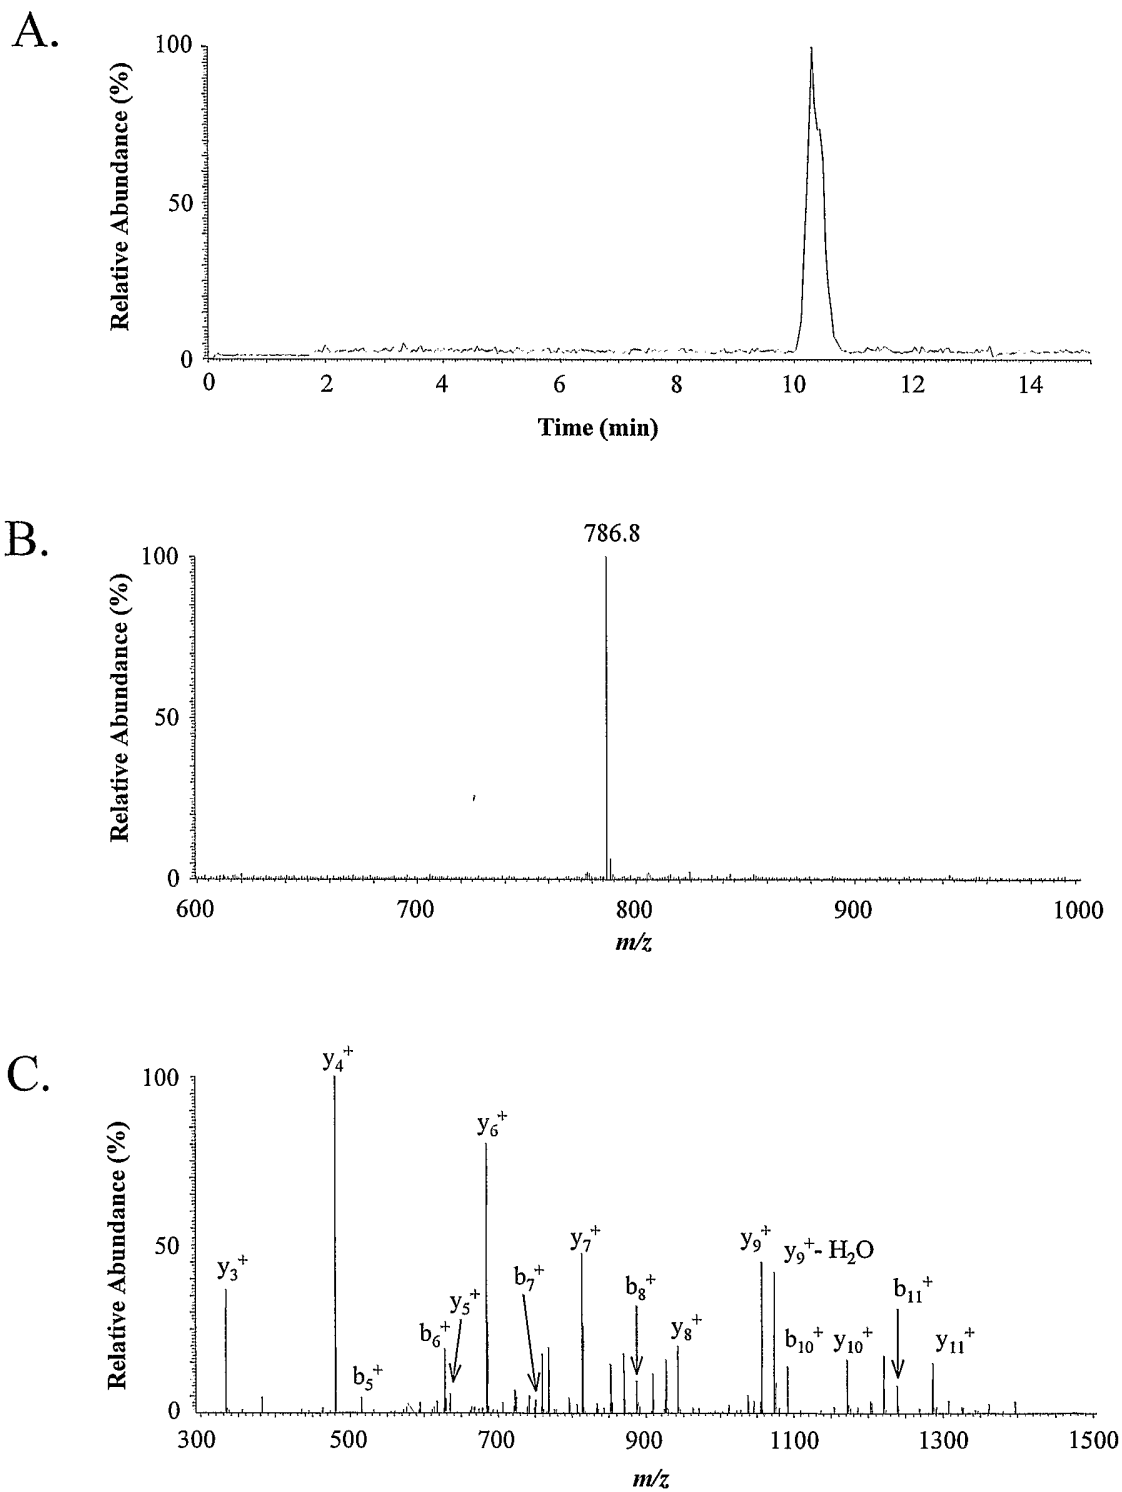 A.
Relative Abundance (%)
100
50
0
0 2 4 6 8 10 12 14
Time (min)
B.
Relative Abundance (%)
786.8
100
50
0
600 700 800 900 1000
m/z
C.
Relative Abundance (%)
100
50
0
y4+
y6+
y3+
y7+
y9+
y9+- H2O
b7+
b8+
b11+
y5+
b6+
y8+
b10+
y10+
y11+
b5+
300 500 700 900 1100 1300 1500
m/z